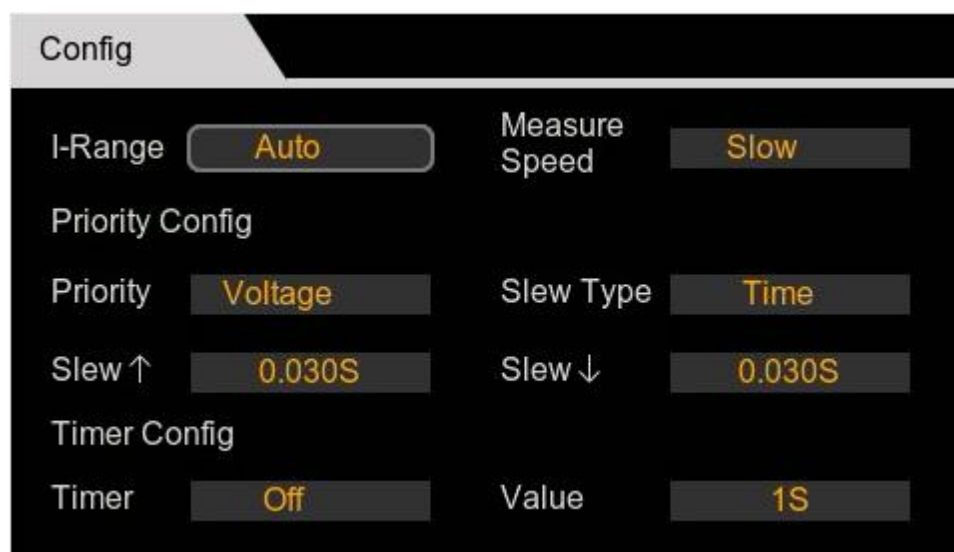 Config
I-Range Auto Measure Speed Slow
Priority Config
Priority Voltage Slew Type Time
Slew↑ 0.030S Slew↓ 0.030S
Timer Config
Timer Off Value 1S